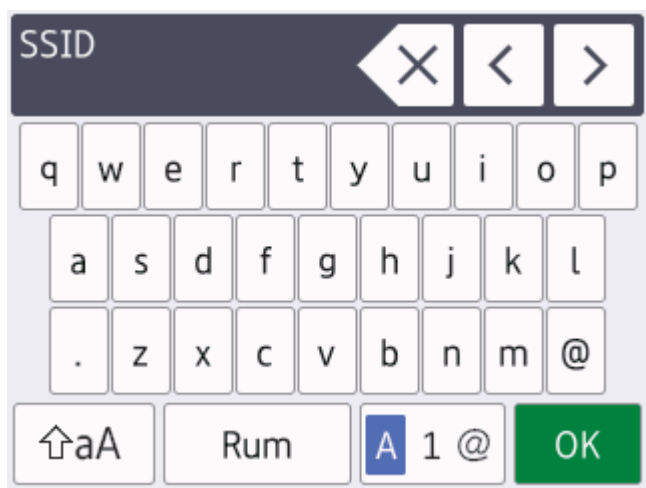 SSID
q w e r t y u i o p
a s d f g h j k l
. z x c v b n m @
aA Rum A 1 @ OK